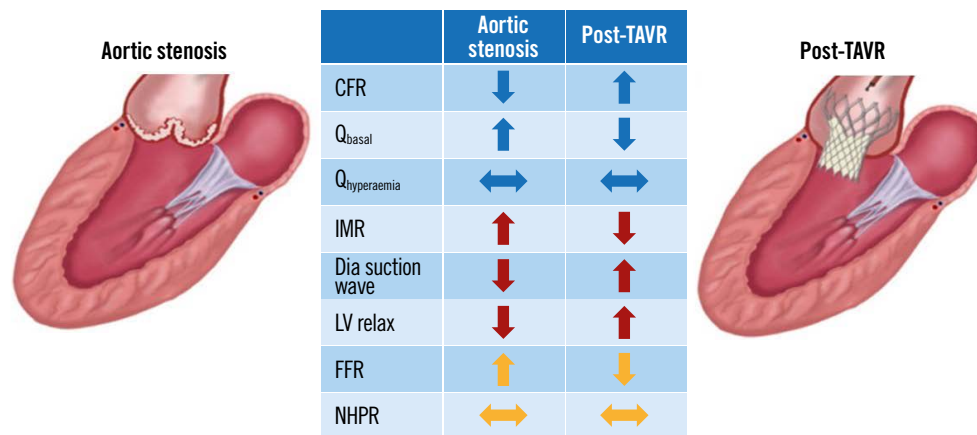 Aortic stenosis
Aortic
stenosis
Post-TAVR
Post-TAVR
CFR
Qbasal
Qhyperaemia
IMR
Dia suction
wave
LV relax
FFR
NHPR